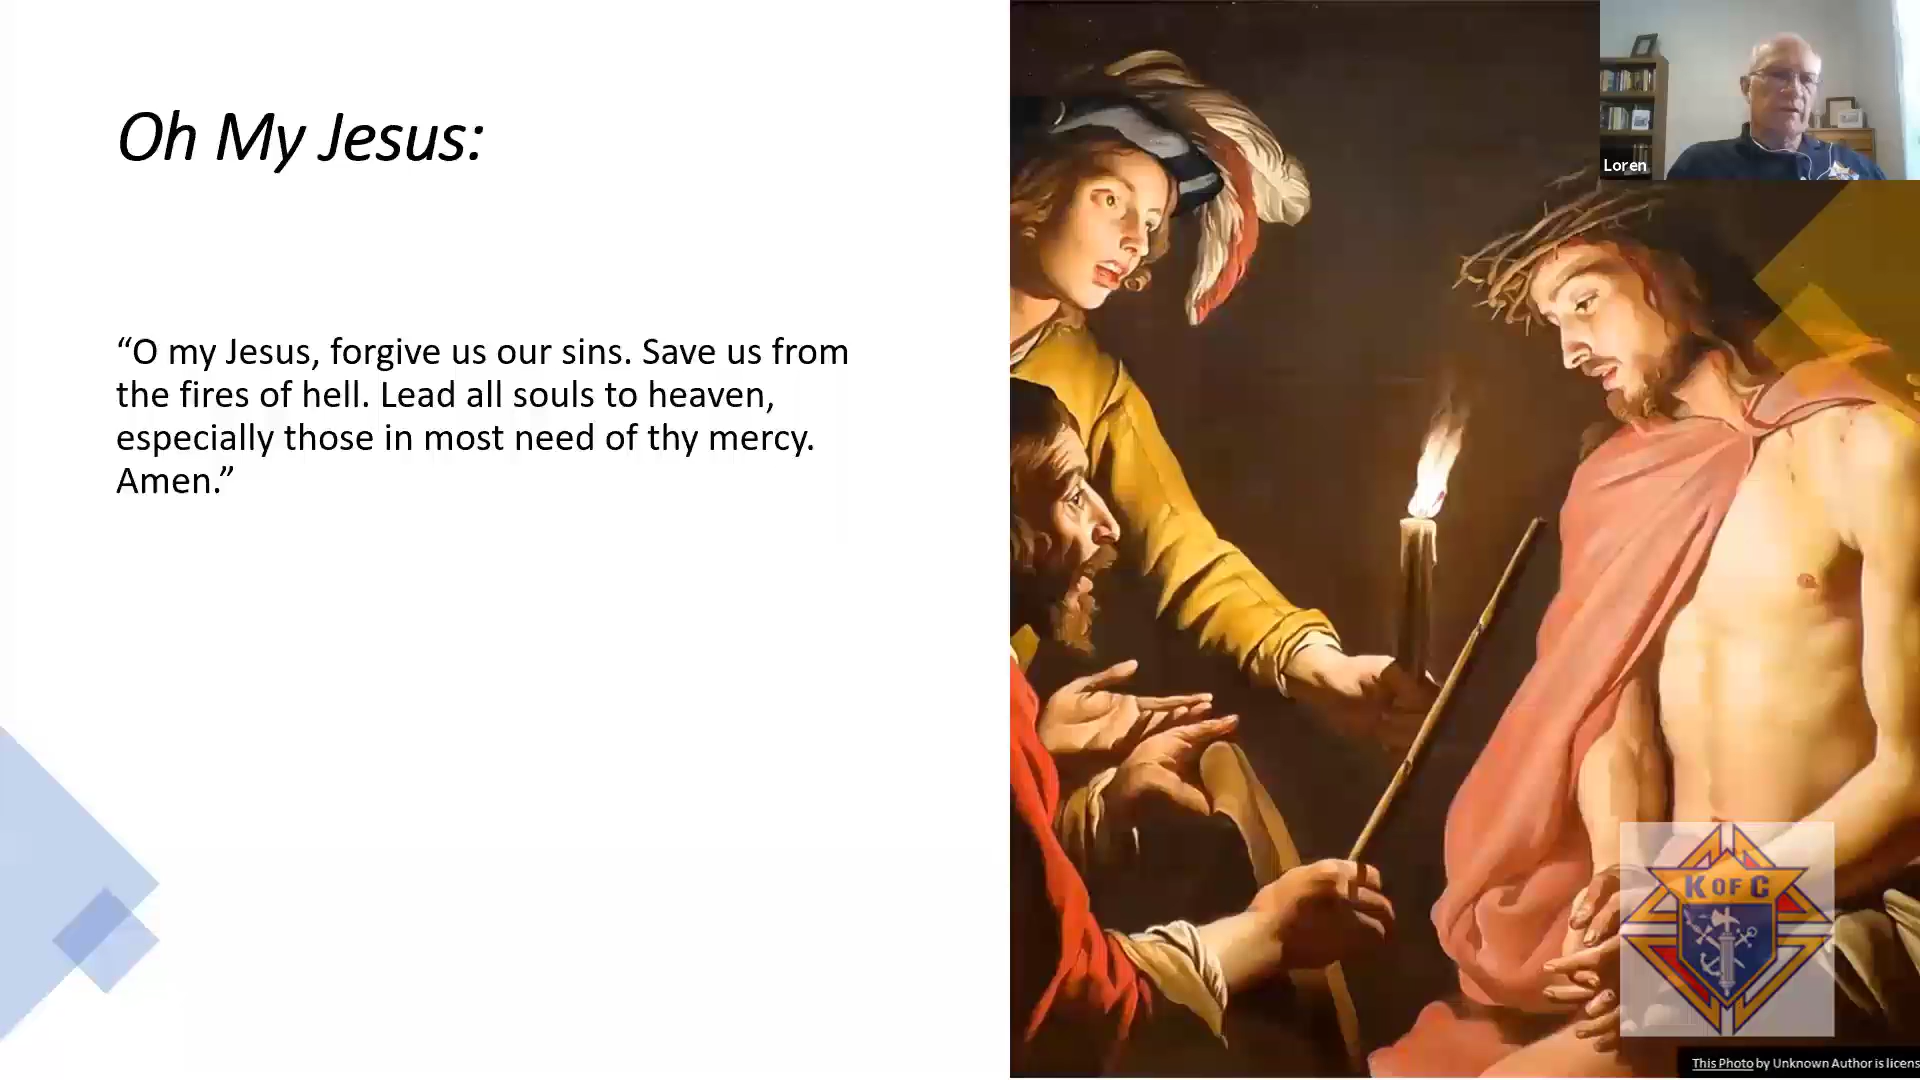 Oh My Jesus:
“O my Jesus, forgive us our sins. Save us from
the fires of hell. Lead all souls to heaven,
especially those in most need of thy mercy.
Amen.”
Loren
K OF C
This Photo by Unknown Author is licens